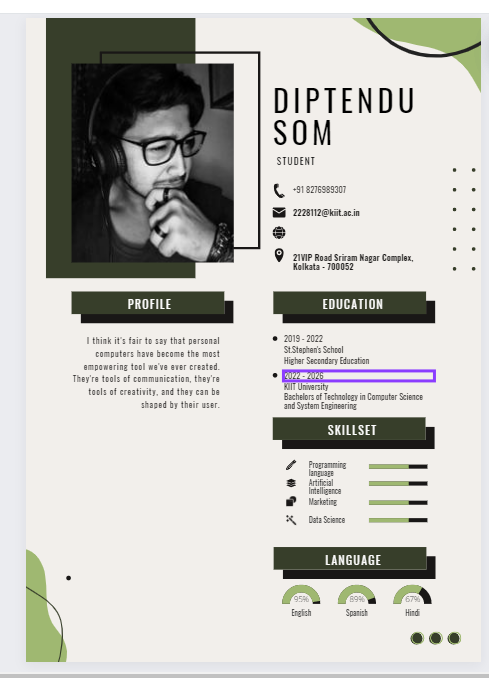 DIPTENDU
SOM
STUDENT
+91 8276989307
2228112@kiit.ac.in
21VIP Road Sriram Nagar Complex,
Kolkata - 700052
PROFILE
I think it's fair to say that personal
computers have become the most
empowering tool we've ever created.
They're tools of communication, they're
tools of creativity, and they can be
shaped by their user.
EDUCATION
2019 - 2022
St.Stephen's School
Higher Secondary Education
2022 - 2026
KIIT University
Bachelors of Technology in Computer Science
and System Engineering
SKILLSET
Programming
language
Artificial
Intelligence
Marketing
Data Science
LANGUAGE
95%
English
89%
Spanish
67%
Hindi